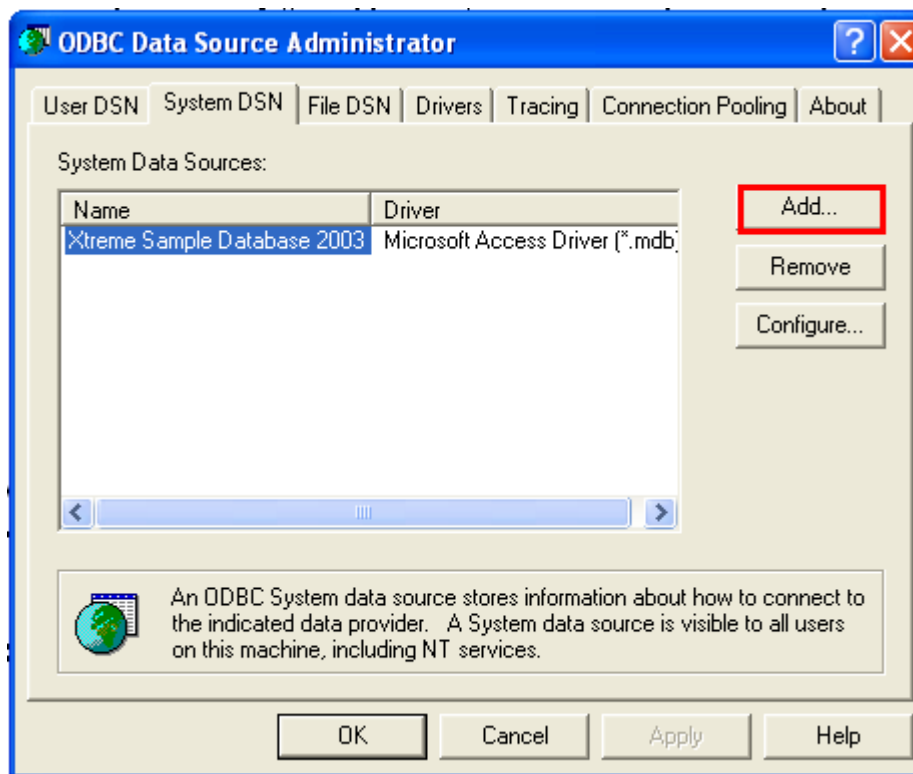 ODBC Data Source Administrator
User DSN System DSN File DSN Drivers Tracing Connection Pooling About
System Data Sources:
Name Driver
Xtreme Sample Database 2003 Microsoft Access Driver (*.mdb)
Add...
Remove
Configure...
An ODBC System data source stores information about how to connect to
the indicated data provider. A System data source is visible to all users
on this machine, including NT services.
OK Cancel Apply Help